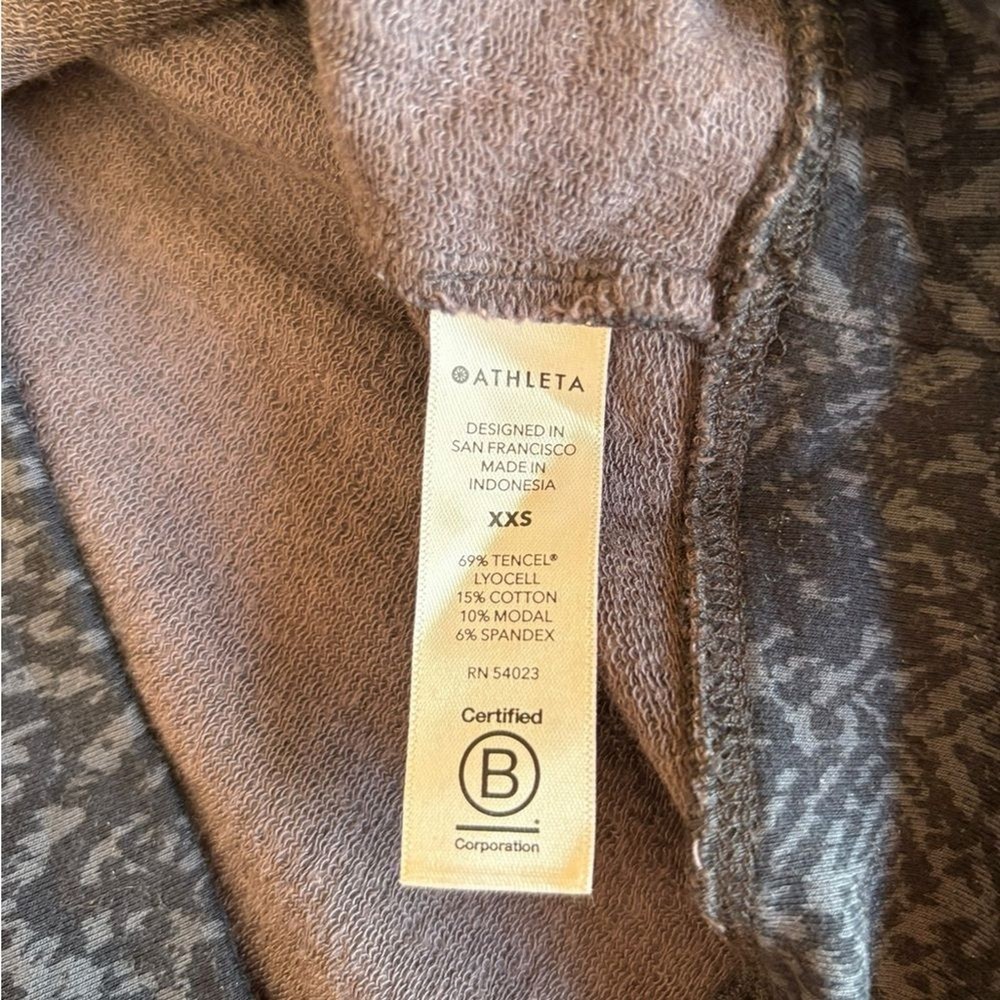 ATHLETA
DESIGNED IN
SAN FRANCISCO
MADE IN
INDONESIA
XXS
69% TENCEL®
LYOCELL
15% COTTON
10% MODAL
6% SPANDEX
RN 54023
Certified
B
Corporation